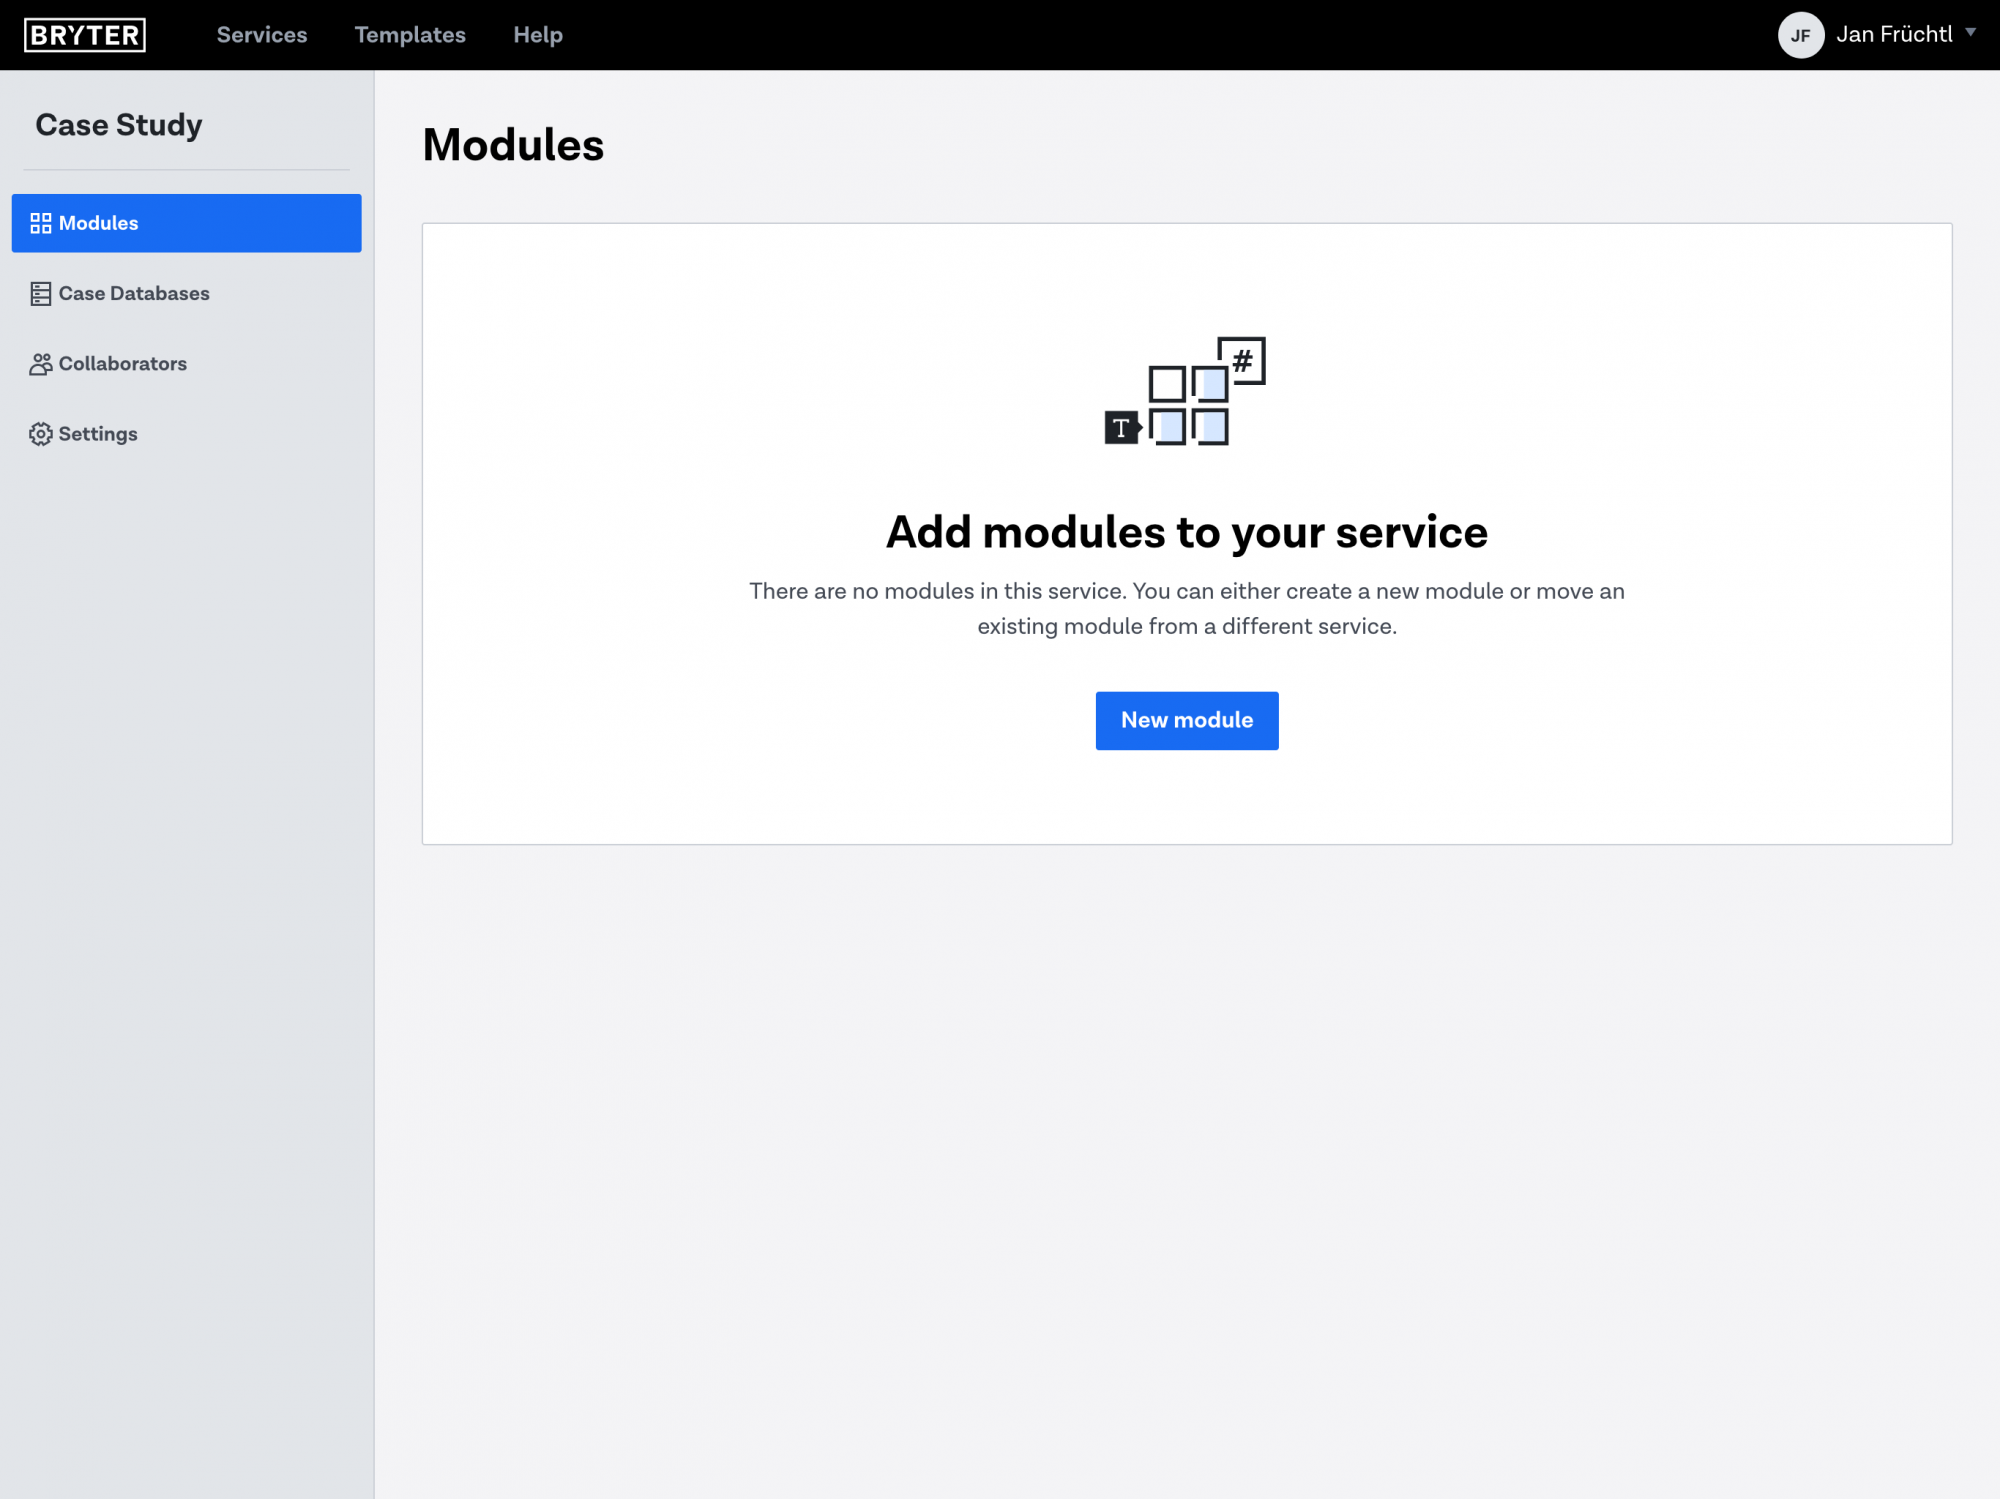 BRYTER
Services
Templates
Help
JF
Jan Früchtl
Case Study
Modules
Case Databases
Collaborators
Settings
Modules
#
T
Add modules to your service
There are no modules in this service. You can either create a new module or move an
existing module from a different service.
New module